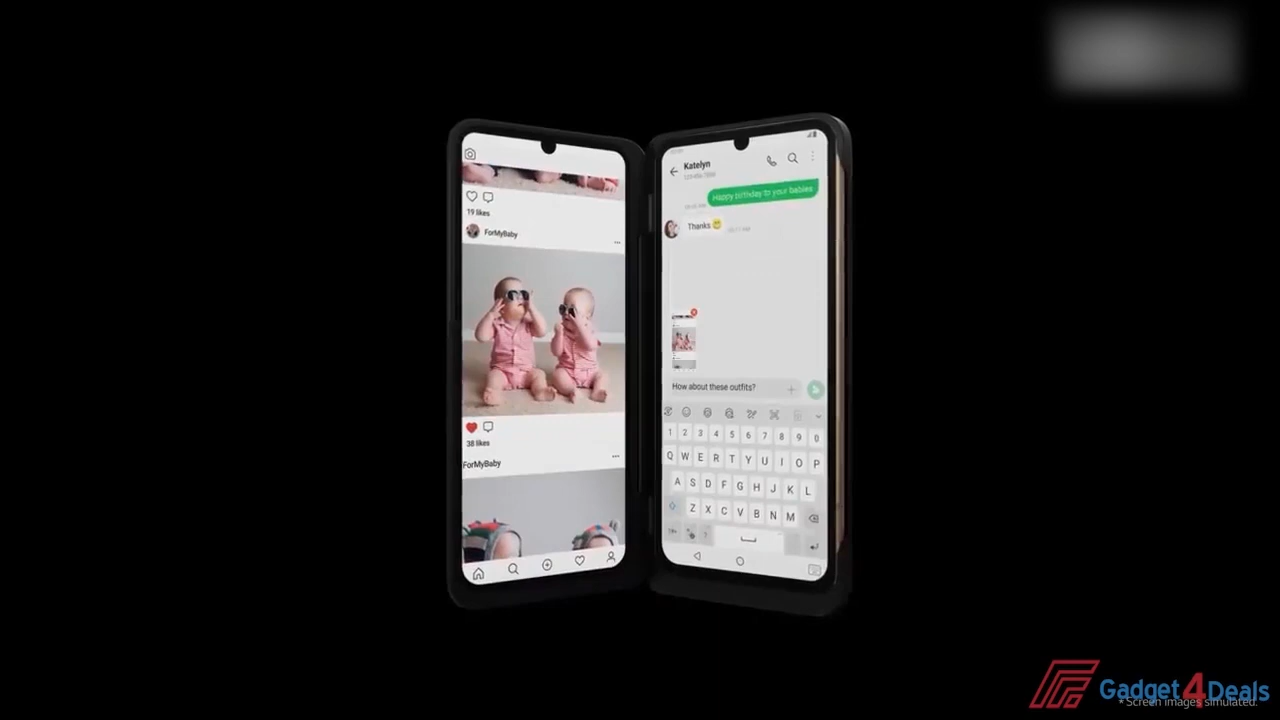 19 likes
ForMyBaby
38 likes
ForMyBaby
Katelyn
Happy birthday to your babies
Thanks
How about these outfits?
1 2 3 4 5 6 7 8 9 0
Q W E R T Y U I O P
A S D F G H J K L
Z X C V B N M
Gadget4Deals
* Screen images simulated.